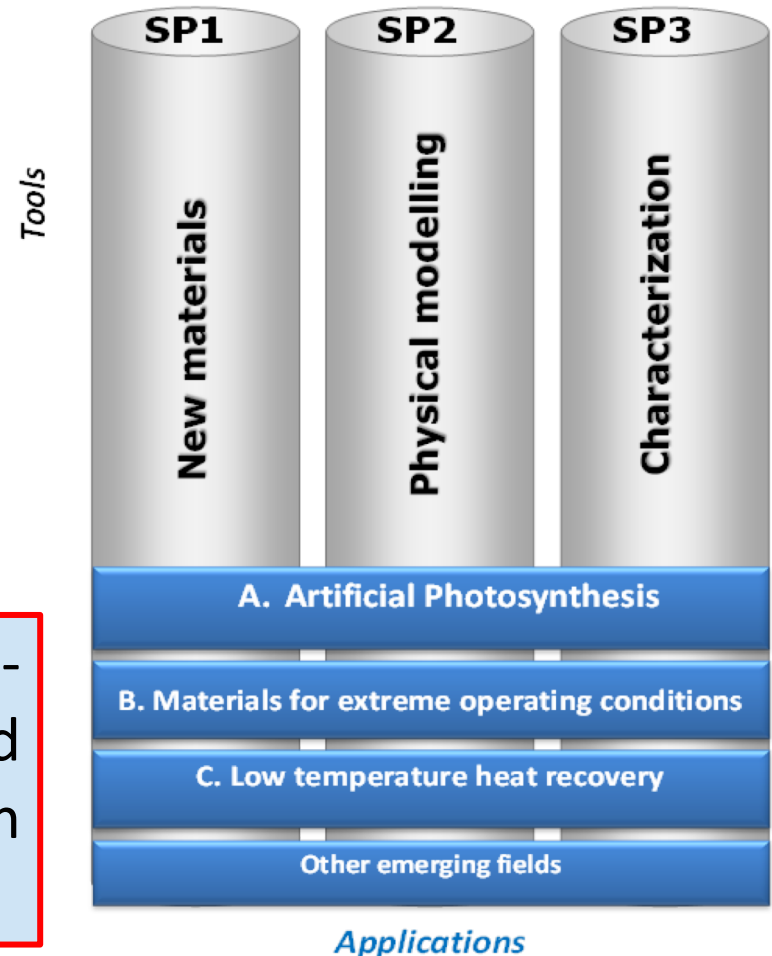 SP1 SP2 SP3
Tools
New materials
Physical modelling
Characterization
A. Artificial Photosynthesis
B. Materials for extreme operating conditions
C. Low temperature heat recovery
Other emerging fields
-
d
n
Applications